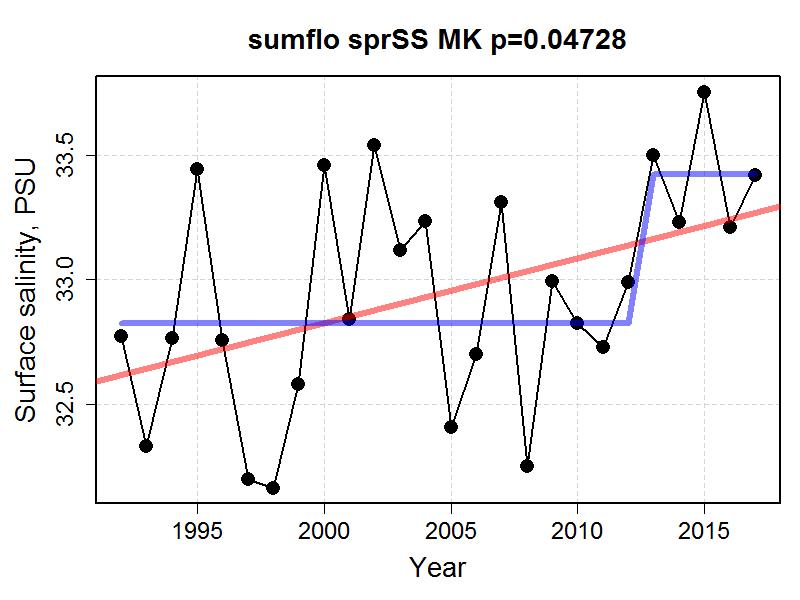 sumflo sprSS MK p=0.04728
Surface salinity, PSU
33.5
33.0
32.5
1995 2000 2005 2010 2015
Year